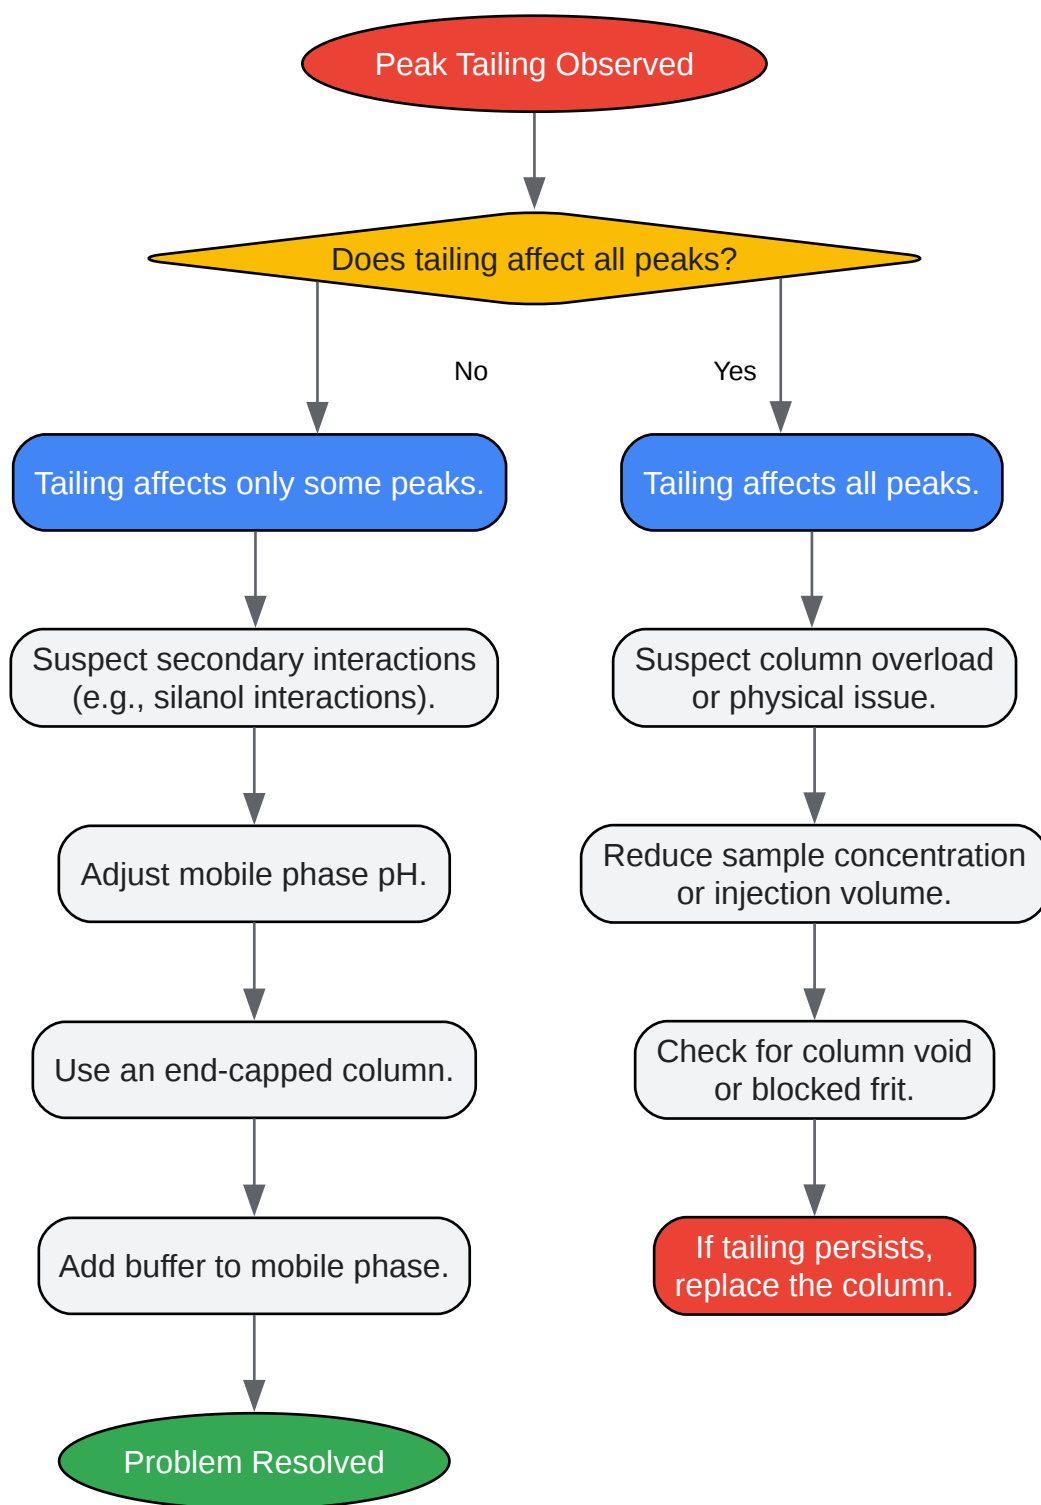 Peak Tailing Observed
Does tailing affect all peaks?
No
Yes
Tailing affects only some peaks.
Tailing affects all peaks.
Suspect secondary interactions
(e.g., silanol interactions).
Suspect column overload
or physical issue.
Adjust mobile phase pH.
Reduce sample concentration
or injection volume.
Use an end-capped column.
Check for column void
or blocked frit.
Add buffer to mobile phase.
If tailing persists,
replace the column.
Problem Resolved